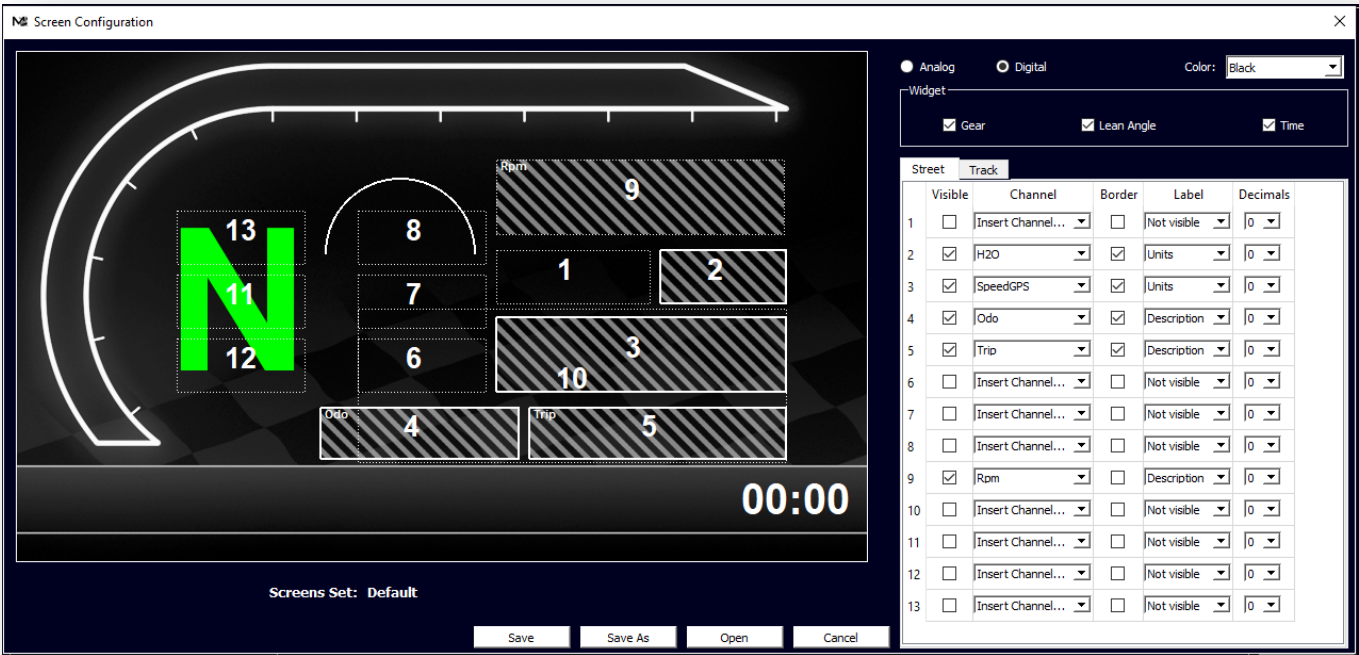 Screen Configuration
Analog Digital Color: Black
Widget
Gear Lean Angle Time
Street Track
Visible Channel Border Label Decimals
1 Insert Channel... Not visible 0
2 H2O Units 0
3 SpeedGPS Units 0
4 Odo Description 0
5 Trip Description 0
6 Insert Channel... Not visible 0
7 Insert Channel... Not visible 0
8 Insert Channel... Not visible 0
9 Rpm Description 0
10 Insert Channel... Not visible 0
11 Insert Channel... Not visible 0
12 Insert Channel... Not visible 0
13 Insert Channel... Not visible 0
Rpm
9
13 8
N
1 2
11 7
12 6 3
10
Odo 4 Trip 5
00:00
Screens Set: Default
Save Save As Open Cancel